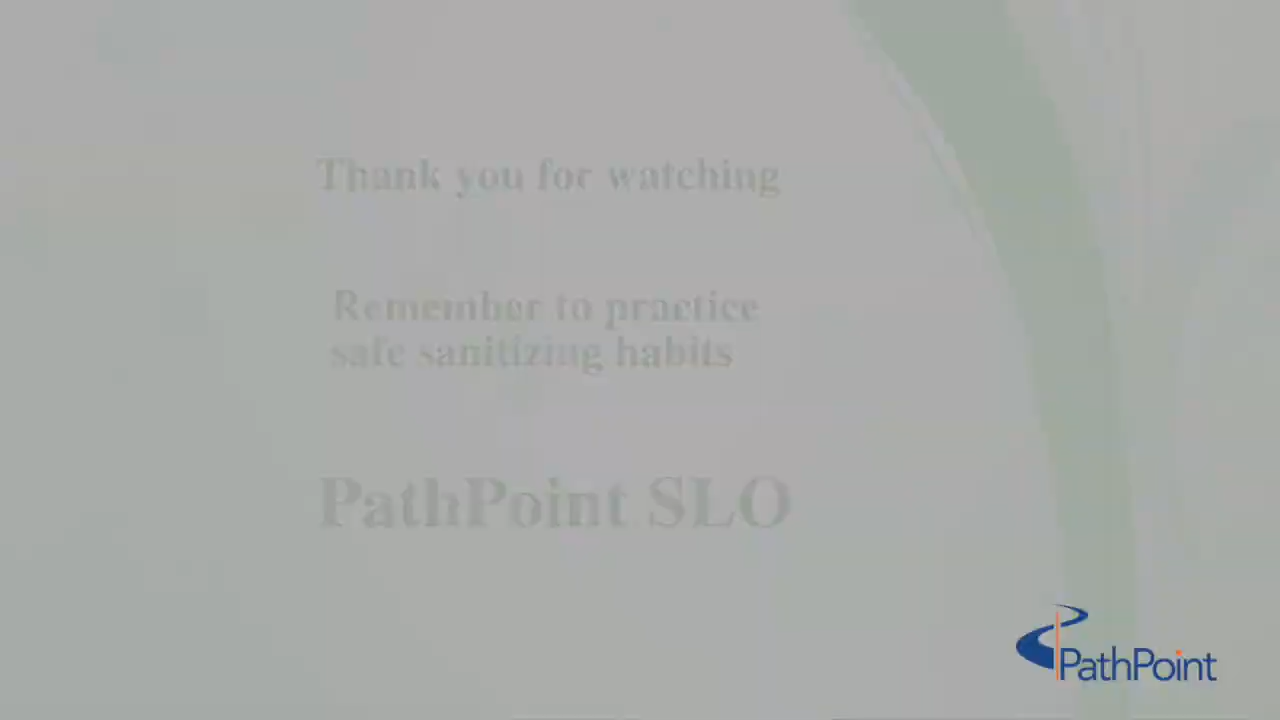 Thank you for watching
Remember to practice
safe sanitizing habits
PathPoint SLO
PathPoint